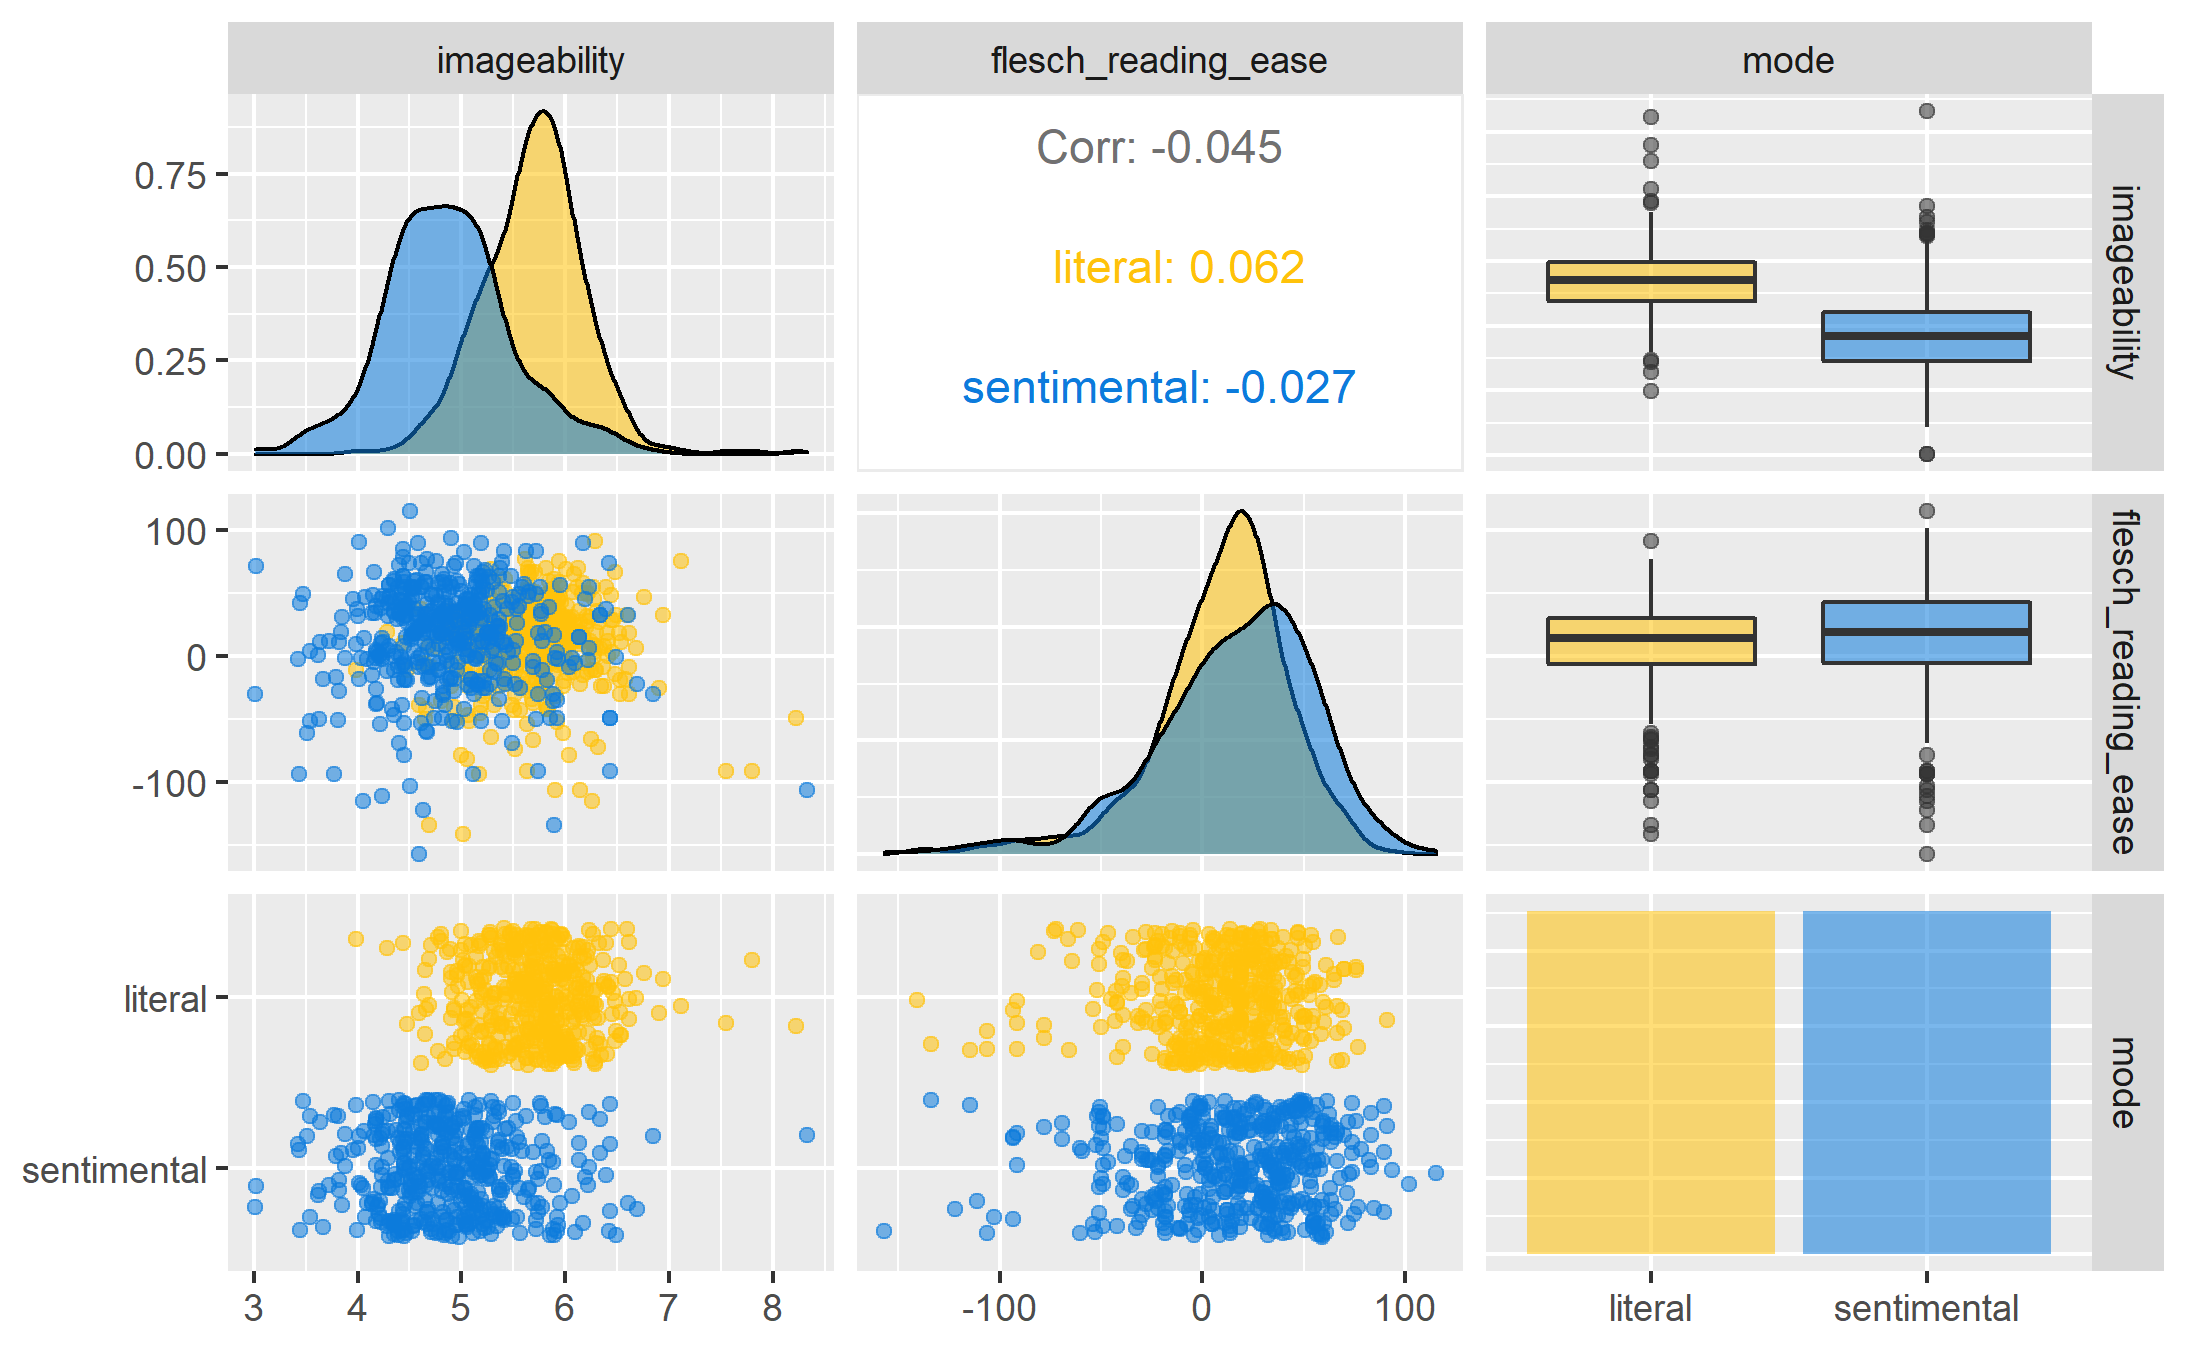 imageability
flesch_reading_ease
mode
0.75
0.50
0.25
0.00
Corr: -0.045
literal: 0.062
sentimental: -0.027
imageability
100
0
-100
flesch_reading_ease
literal
sentimental
mode
3 4 5 6 7 8
-100 0 100
literal sentimental